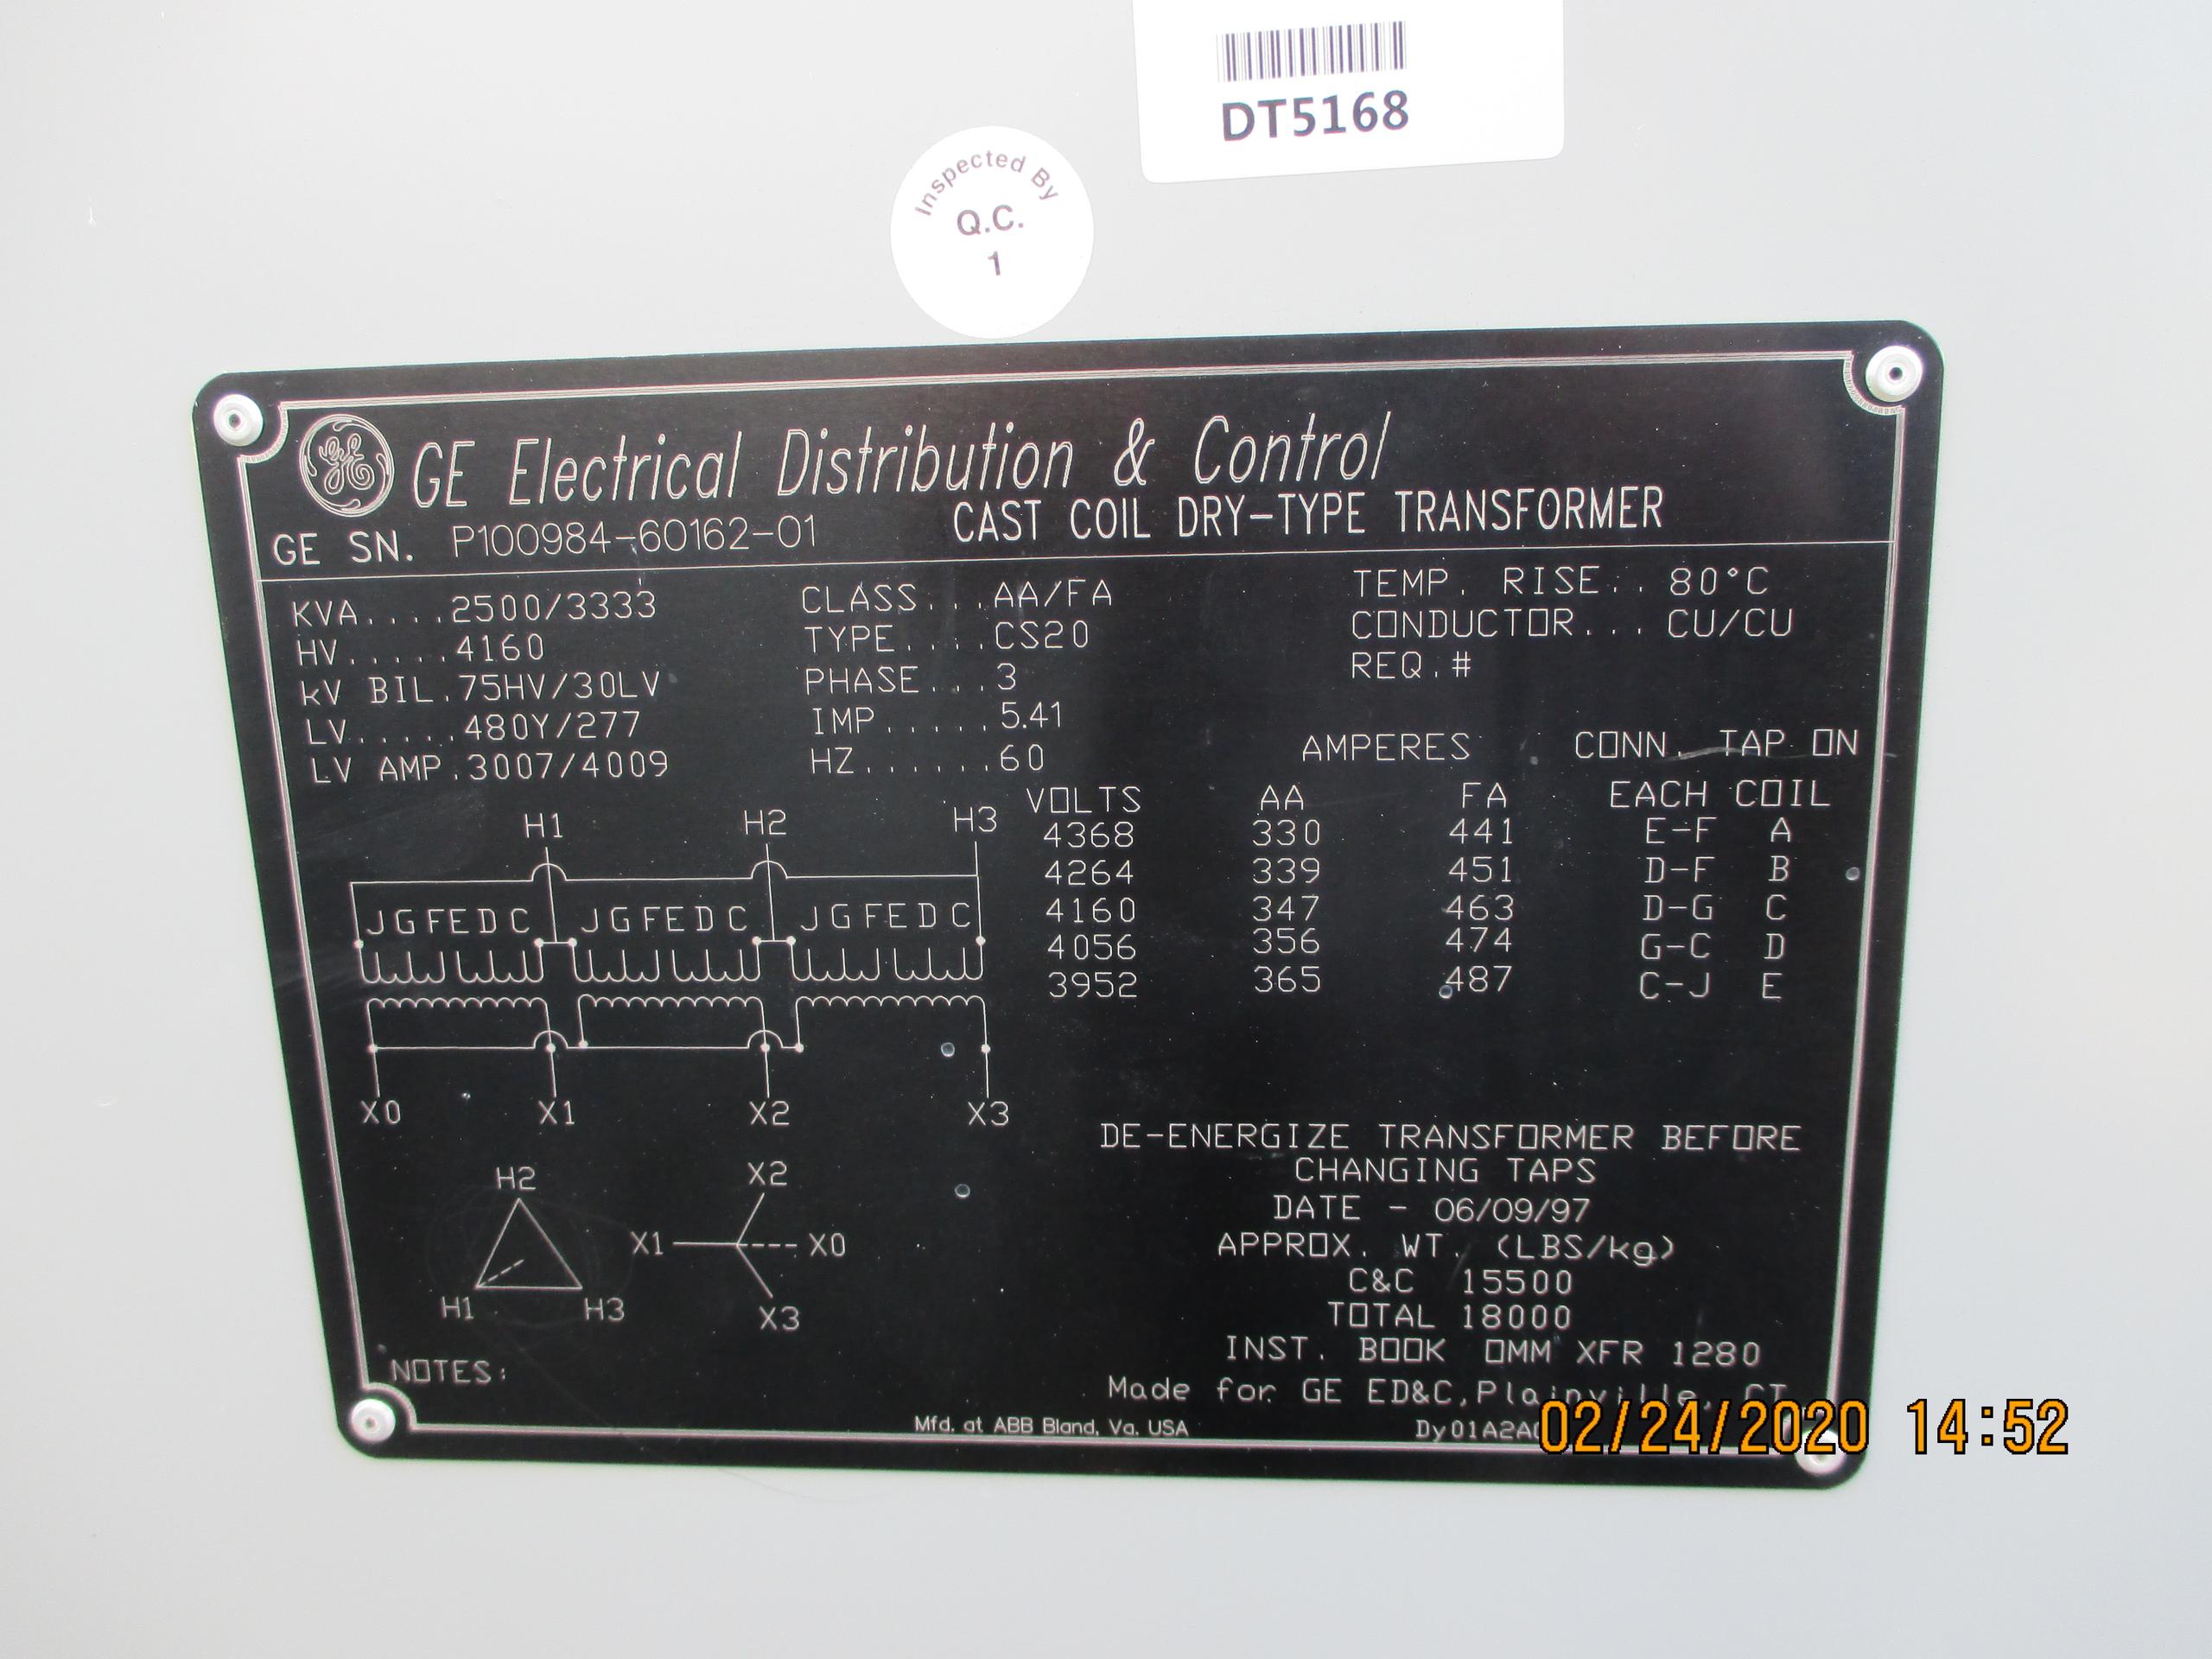 DT5168
Inspected By
Q.C.
1
GE Electrical Distribution & Control
GE SN. P100984-60162-01 CAST COIL DRY-TYPE TRANSFORMER
KVA....2500/3333 CLASS...AA/FA TEMP. RISE.. 80°C
HV.....4160 TYPE....CS20 CONDUCTOR... CU/CU
kV BIL.75HV/30LV PHASE...3 REQ.#
LV.....480Y/277 IMP......5.41
LV AMP.3007/4009 HZ......60
AMPERES CONN. TAP ON
VOLTS AA FA EACH COIL
4368 330 441 E-F A
4264 339 451 D-F B
4160 347 463 D-G C
4056 356 474 G-C D
3952 365 487 C-J E
H1 H2 H3
J G F E D C J G F E D C J G F E D C
X0 X1 X2 X3
H2
H1 H3
X2
X1 X0
X3
DE-ENERGIZE TRANSFORMER BEFORE
CHANGING TAPS
DATE - 06/09/97
APPROX. WT. (LBS/kg)
C&C 15500
TOTAL 18000
INST. BOOK OMM XFR 1280
NOTES:
Made for GE ED&C, Plainville, CT
Mfd. at ABB Bland, Va. USA
02/24/2020 14:52